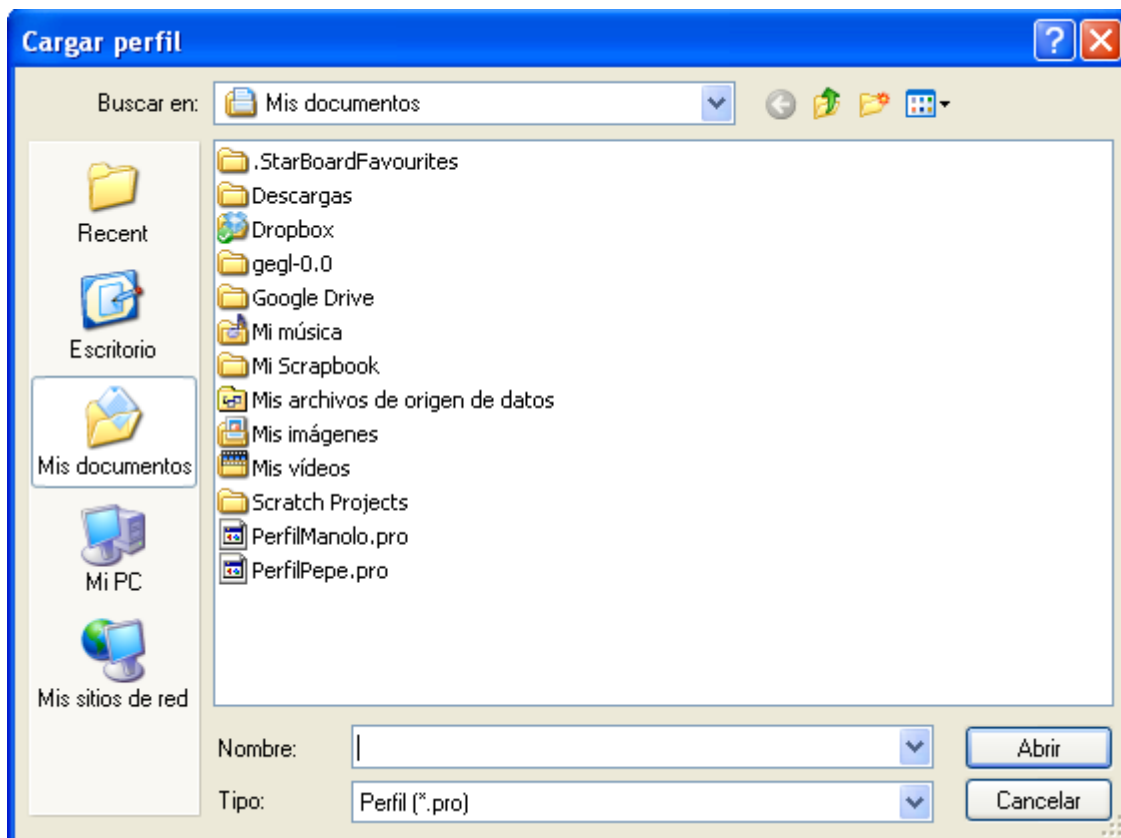 Cargar perfil
Buscar en: Mis documentos
Recent
Escritorio
Mis documentos
Mi PC
Mis sitios de red
.StarBoardFavourites
Descargas
Dropbox
gegl-0.0
Google Drive
Mi música
Mi Scrapbook
Mis archivos de origen de datos
Mis imágenes
Mis vídeos
Scratch Projects
PerfilManolo.pro
PerfilPepe.pro
Nombre: Abrir
Tipo: Perfil (*.pro) Cancelar